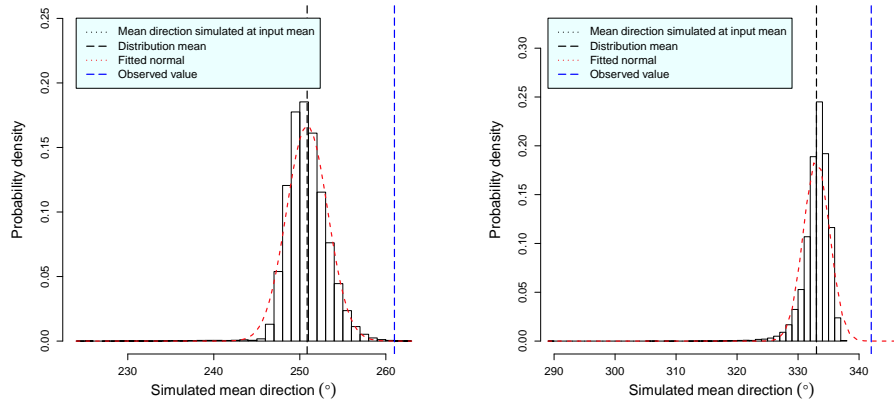 0.25
0.20
0.15
0.10
0.05
0.00
Probability density
Mean direction simulated at input mean
Distribution mean
Fitted normal
Observed value
230
240
250
260
Simulated mean direction (°)
0.30
0.25
0.20
0.15
0.10
0.05
0.00
Probability density
Mean direction simulated at input mean
Distribution mean
Fitted normal
Observed value
290
300
310
320
330
340
Simulated mean direction (°)